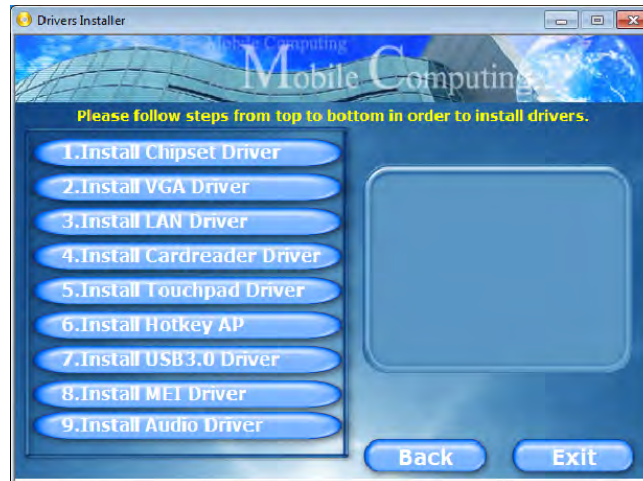 Drivers Installer
Mobile Computing
Mobile Computing
Please follow steps from top to bottom in order to install drivers.
1.Install Chipset Driver
2.Install VGA Driver
3.Install LAN Driver
4.Install Cardreader Driver
5.Install Touchpad Driver
6.Install Hotkey AP
7.Install USB3.0 Driver
8.Install MEI Driver
9.Install Audio Driver
Back Exit